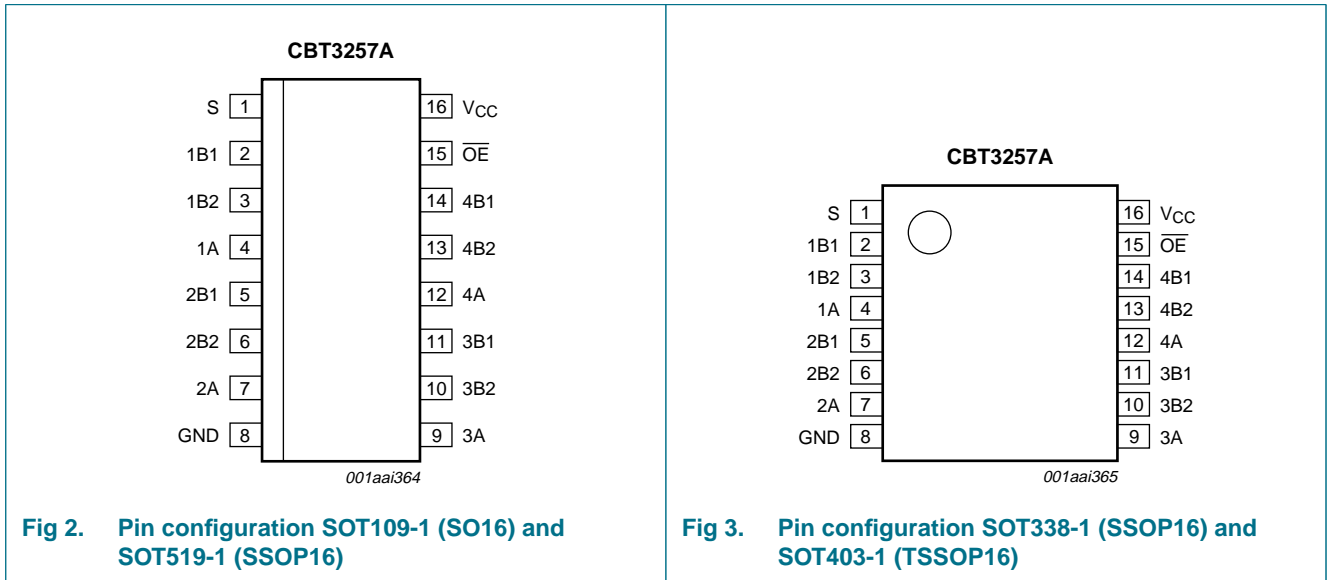 CBT3257A
S 1 16 VCC
1B1 2 15 OE
1B2 3 14 4B1
1A 4 13 4B2
2B1 5 12 4A
2B2 6 11 3B1
2A 7 10 3B2
GND 8 9 3A
001aai364
Fig 2. Pin configuration SOT109-1 (SO16) and
SOT519-1 (SSOP16)
CBT3257A
S 1 16 VCC
1B1 2 15 OE
1B2 3 14 4B1
1A 4 13 4B2
2B1 5 12 4A
2B2 6 11 3B1
2A 7 10 3B2
GND 8 9 3A
001aai365
Fig 3. Pin configuration SOT338-1 (SSOP16) and
SOT403-1 (TSSOP16)